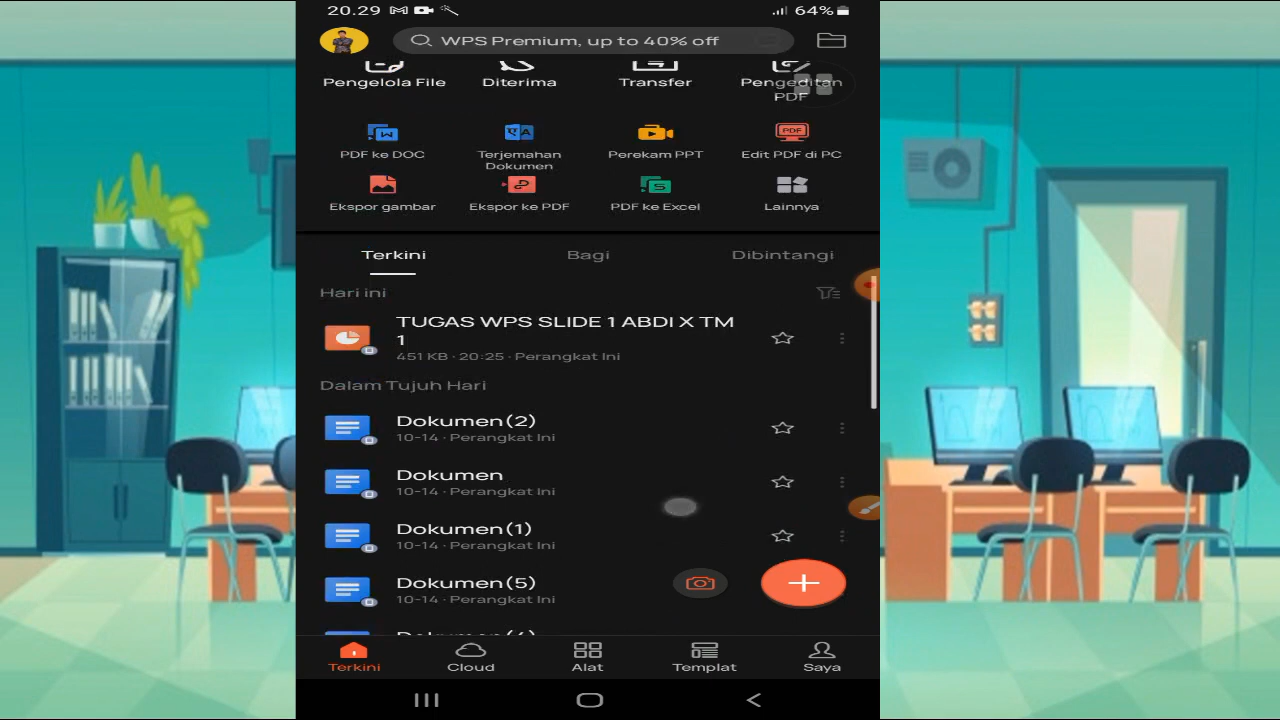 20.29
64%
WPS Premium, up to 40% off
Pengelola File
Diterima
Transfer
Pengeditan
PDF
PDF ke DOC
Terjemahan
Dokumen
Perekam PPT
PDF
Edit PDF di PC
Ekspor gambar
Ekspor ke PDF
PDF ke Excel
Lainnya
Terkini
Bagi
Dibintangi
Hari ini
TUGAS WPS SLIDE 1 ABDI X TM
1
451 KB · 20:25 · Perangkat Ini
Dalam Tujuh Hari
Dokumen(2)
10-14 · Perangkat Ini
Dokumen
10-14 · Perangkat Ini
Dokumen(1)
10-14 · Perangkat Ini
Dokumen(5)
10-14 · Perangkat Ini
Terkini
Cloud
Alat
Templat
Saya